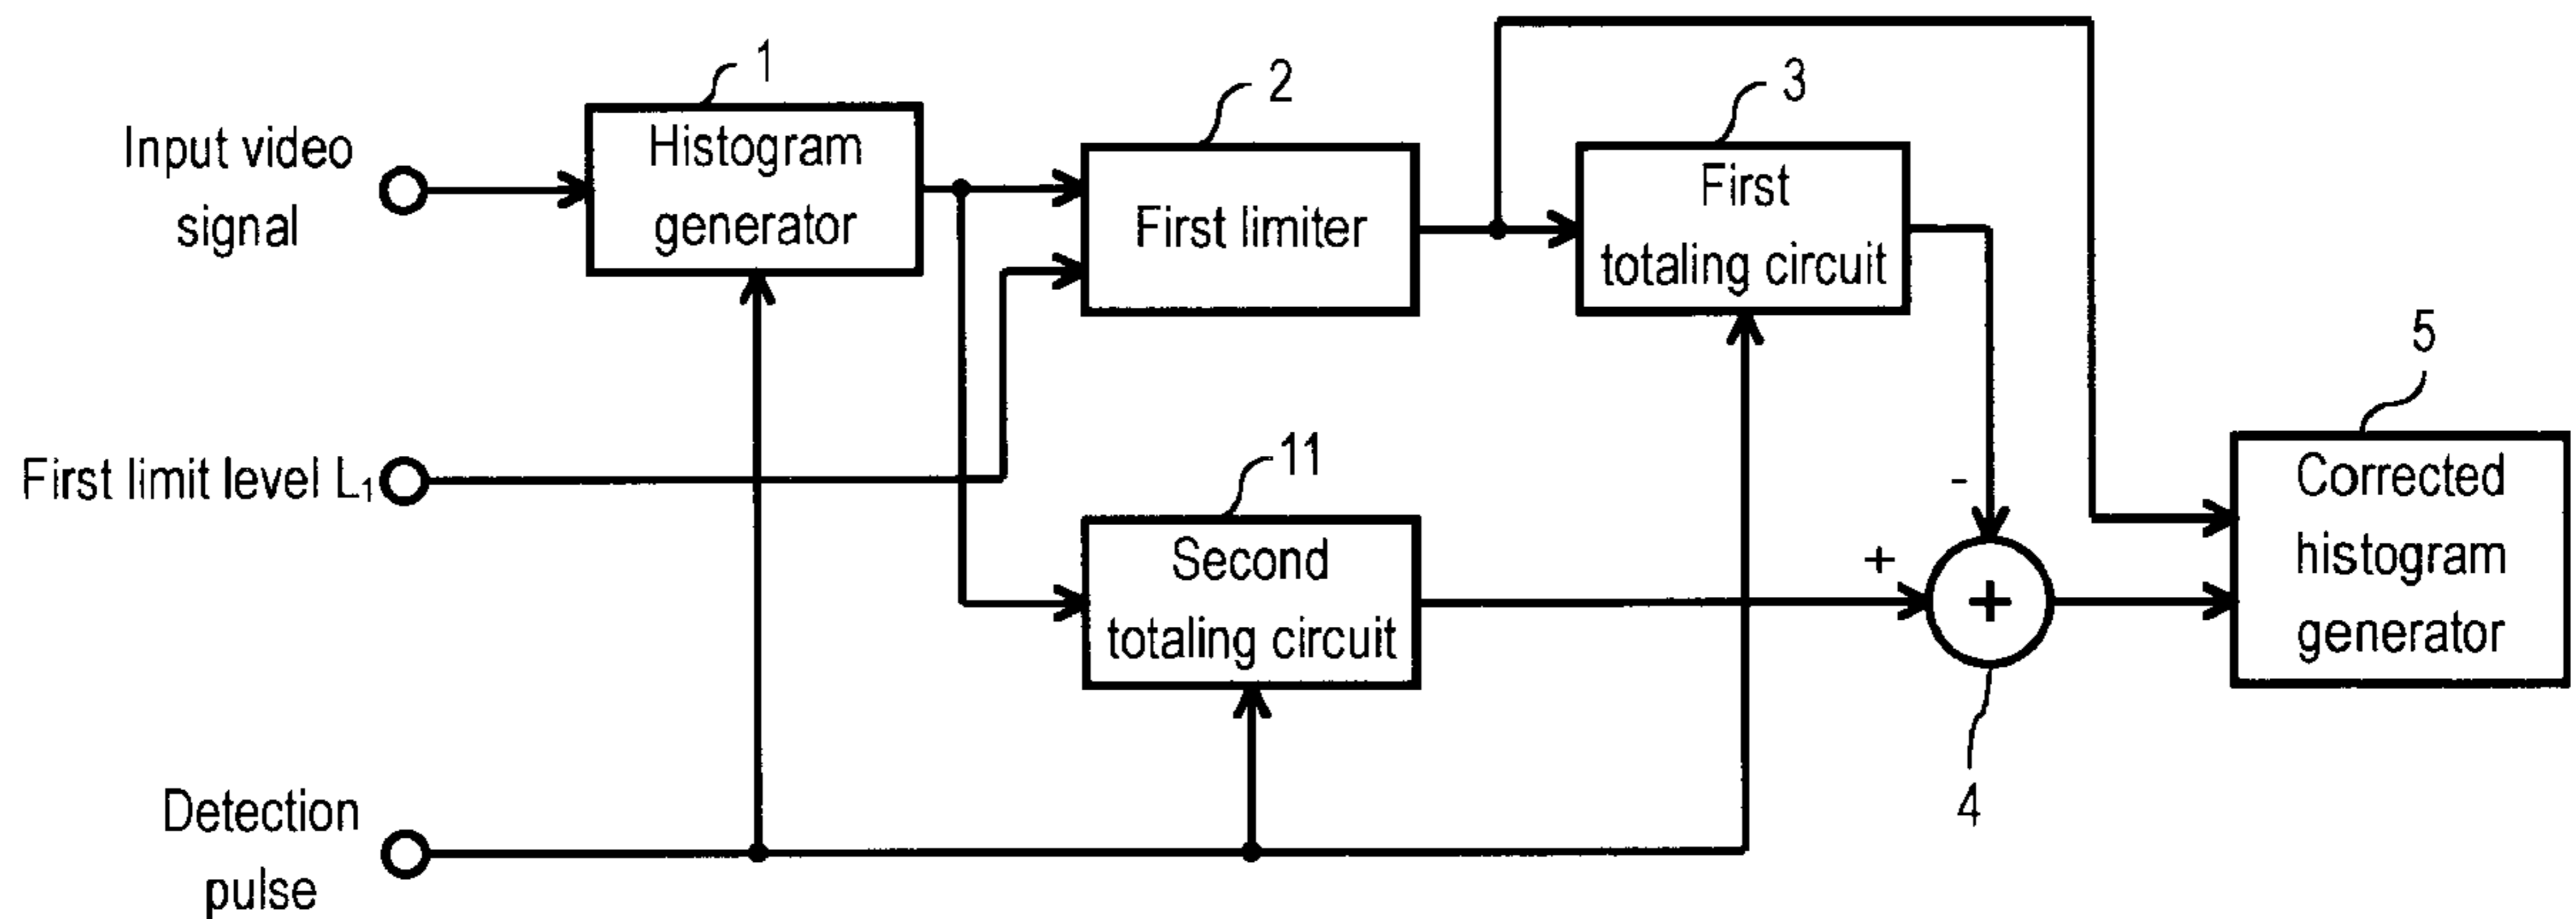 1
Histogram
generator
Input video
signal
2
First limiter
3
First
totaling circuit
First limit level L₁
11
Second
totaling circuit
-
+
+
4
5
Corrected
histogram
generator
Detection
pulse